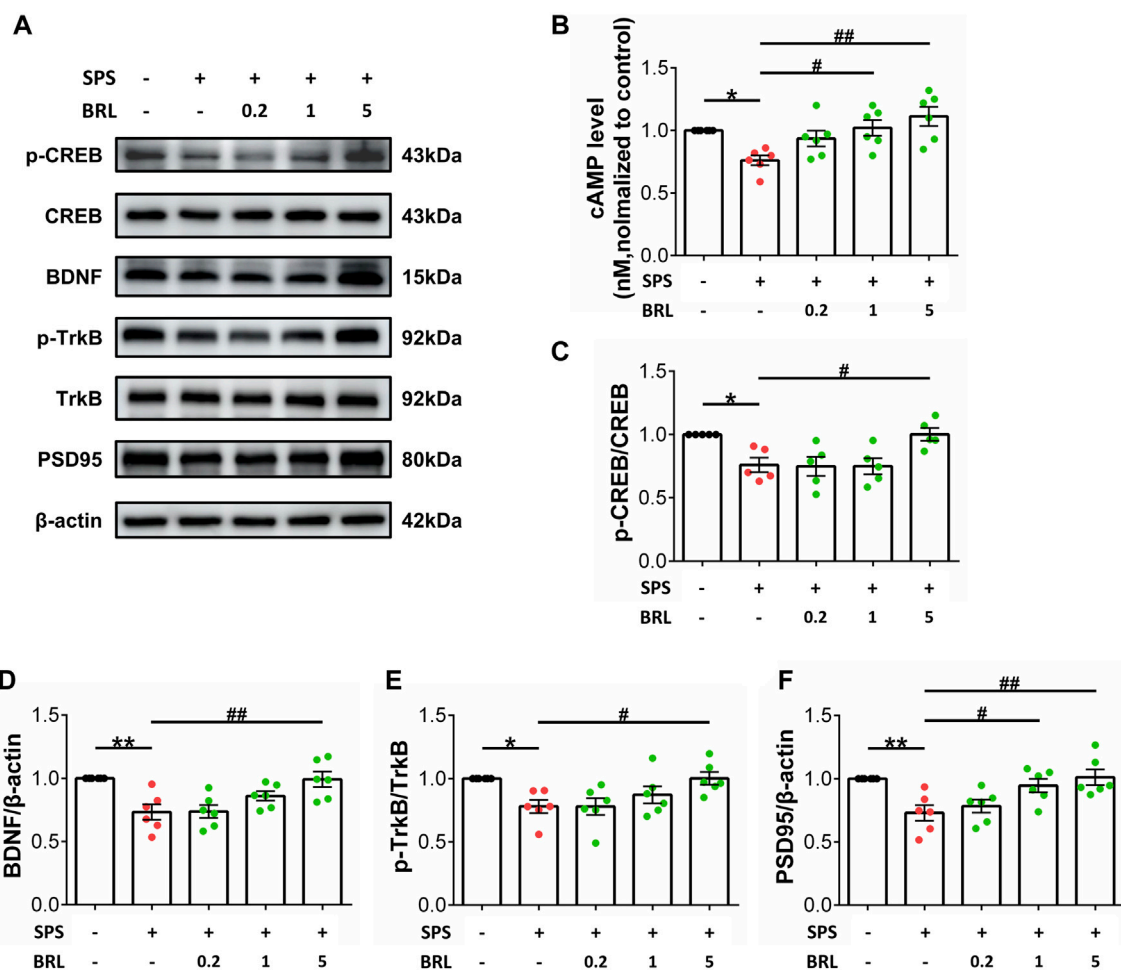 A
SPS - + + + +
BRL - - 0.2 1 5
p-CREB 43kDa
CREB 43kDa
BDNF 15kDa
p-TrkB 92kDa
TrkB 92kDa
PSD95 80kDa
β-actin 42kDa
B
cAMP level
(nM,nolmalized to control)
1.5
1.0
0.5
0.0
*
#
##
SPS - + + + +
BRL - - 0.2 1 5
C
p-CREB/CREB
1.5
1.0
0.5
0.0
*
#
SPS - + + + +
BRL - - 0.2 1 5
D
BDNF/β-actin
1.5
1.0
0.5
0.0
**
##
SPS - + + + +
BRL - - 0.2 1 5
E
p-TrkB/TrkB
1.5
1.0
0.5
0.0
*
#
SPS - + + + +
BRL - - 0.2 1 5
F
PSD95/β-actin
1.5
1.0
0.5
0.0
**
#
##
SPS - + + + +
BRL - - 0.2 1 5